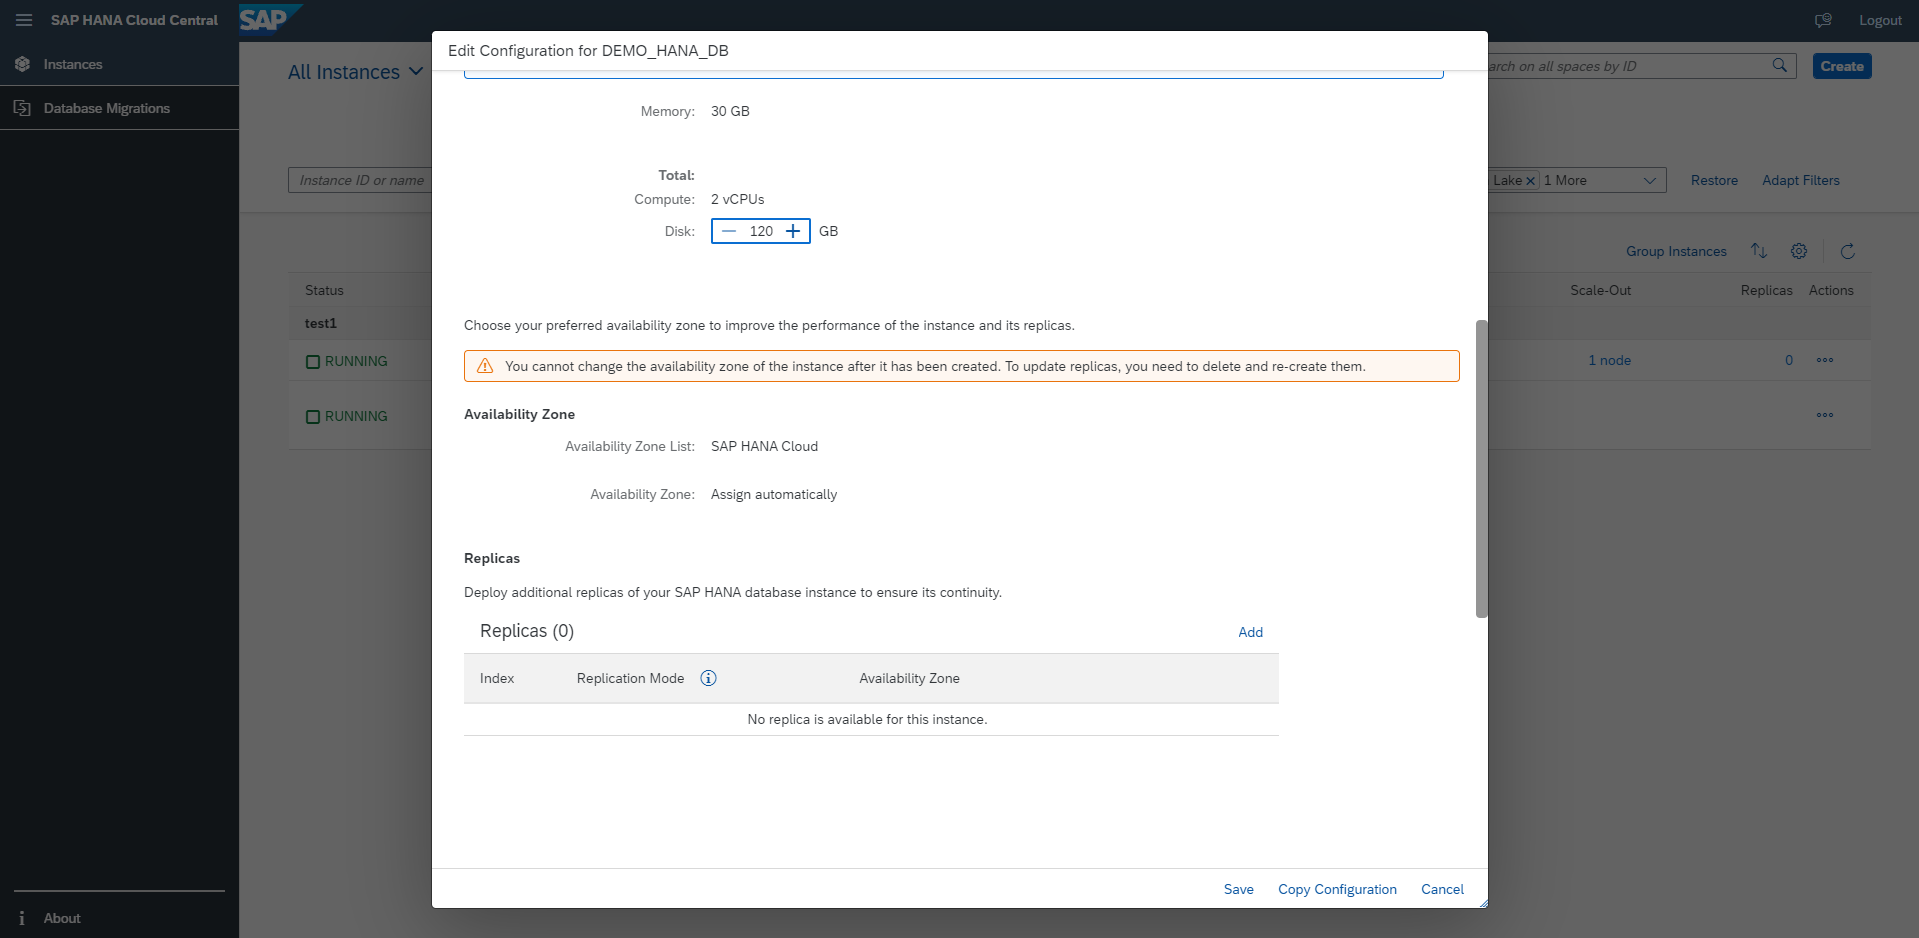 SAP HANA Cloud Central
SAP
Logout
Instances
Database Migrations
About
All Instances
arch on all spaces by ID
Create
Instance ID or name
Lake
1 More
Restore
Adapt Filters
Group Instances
Status
Scale-Out
Replicas
Actions
test1
RUNNING
1 node
0
RUNNING
Edit Configuration for DEMO_HANA_DB
Memory: 30 GB
Total:
Compute: 2 vCPUs
Disk: 120 GB
Choose your preferred availability zone to improve the performance of the instance and its replicas.
You cannot change the availability zone of the instance after it has been created. To update replicas, you need to delete and re-create them.
Availability Zone
Availability Zone List: SAP HANA Cloud
Availability Zone: Assign automatically
Replicas
Deploy additional replicas of your SAP HANA database instance to ensure its continuity.
Replicas (0)
Add
Index Replication Mode Availability Zone
No replica is available for this instance.
Save Copy Configuration Cancel